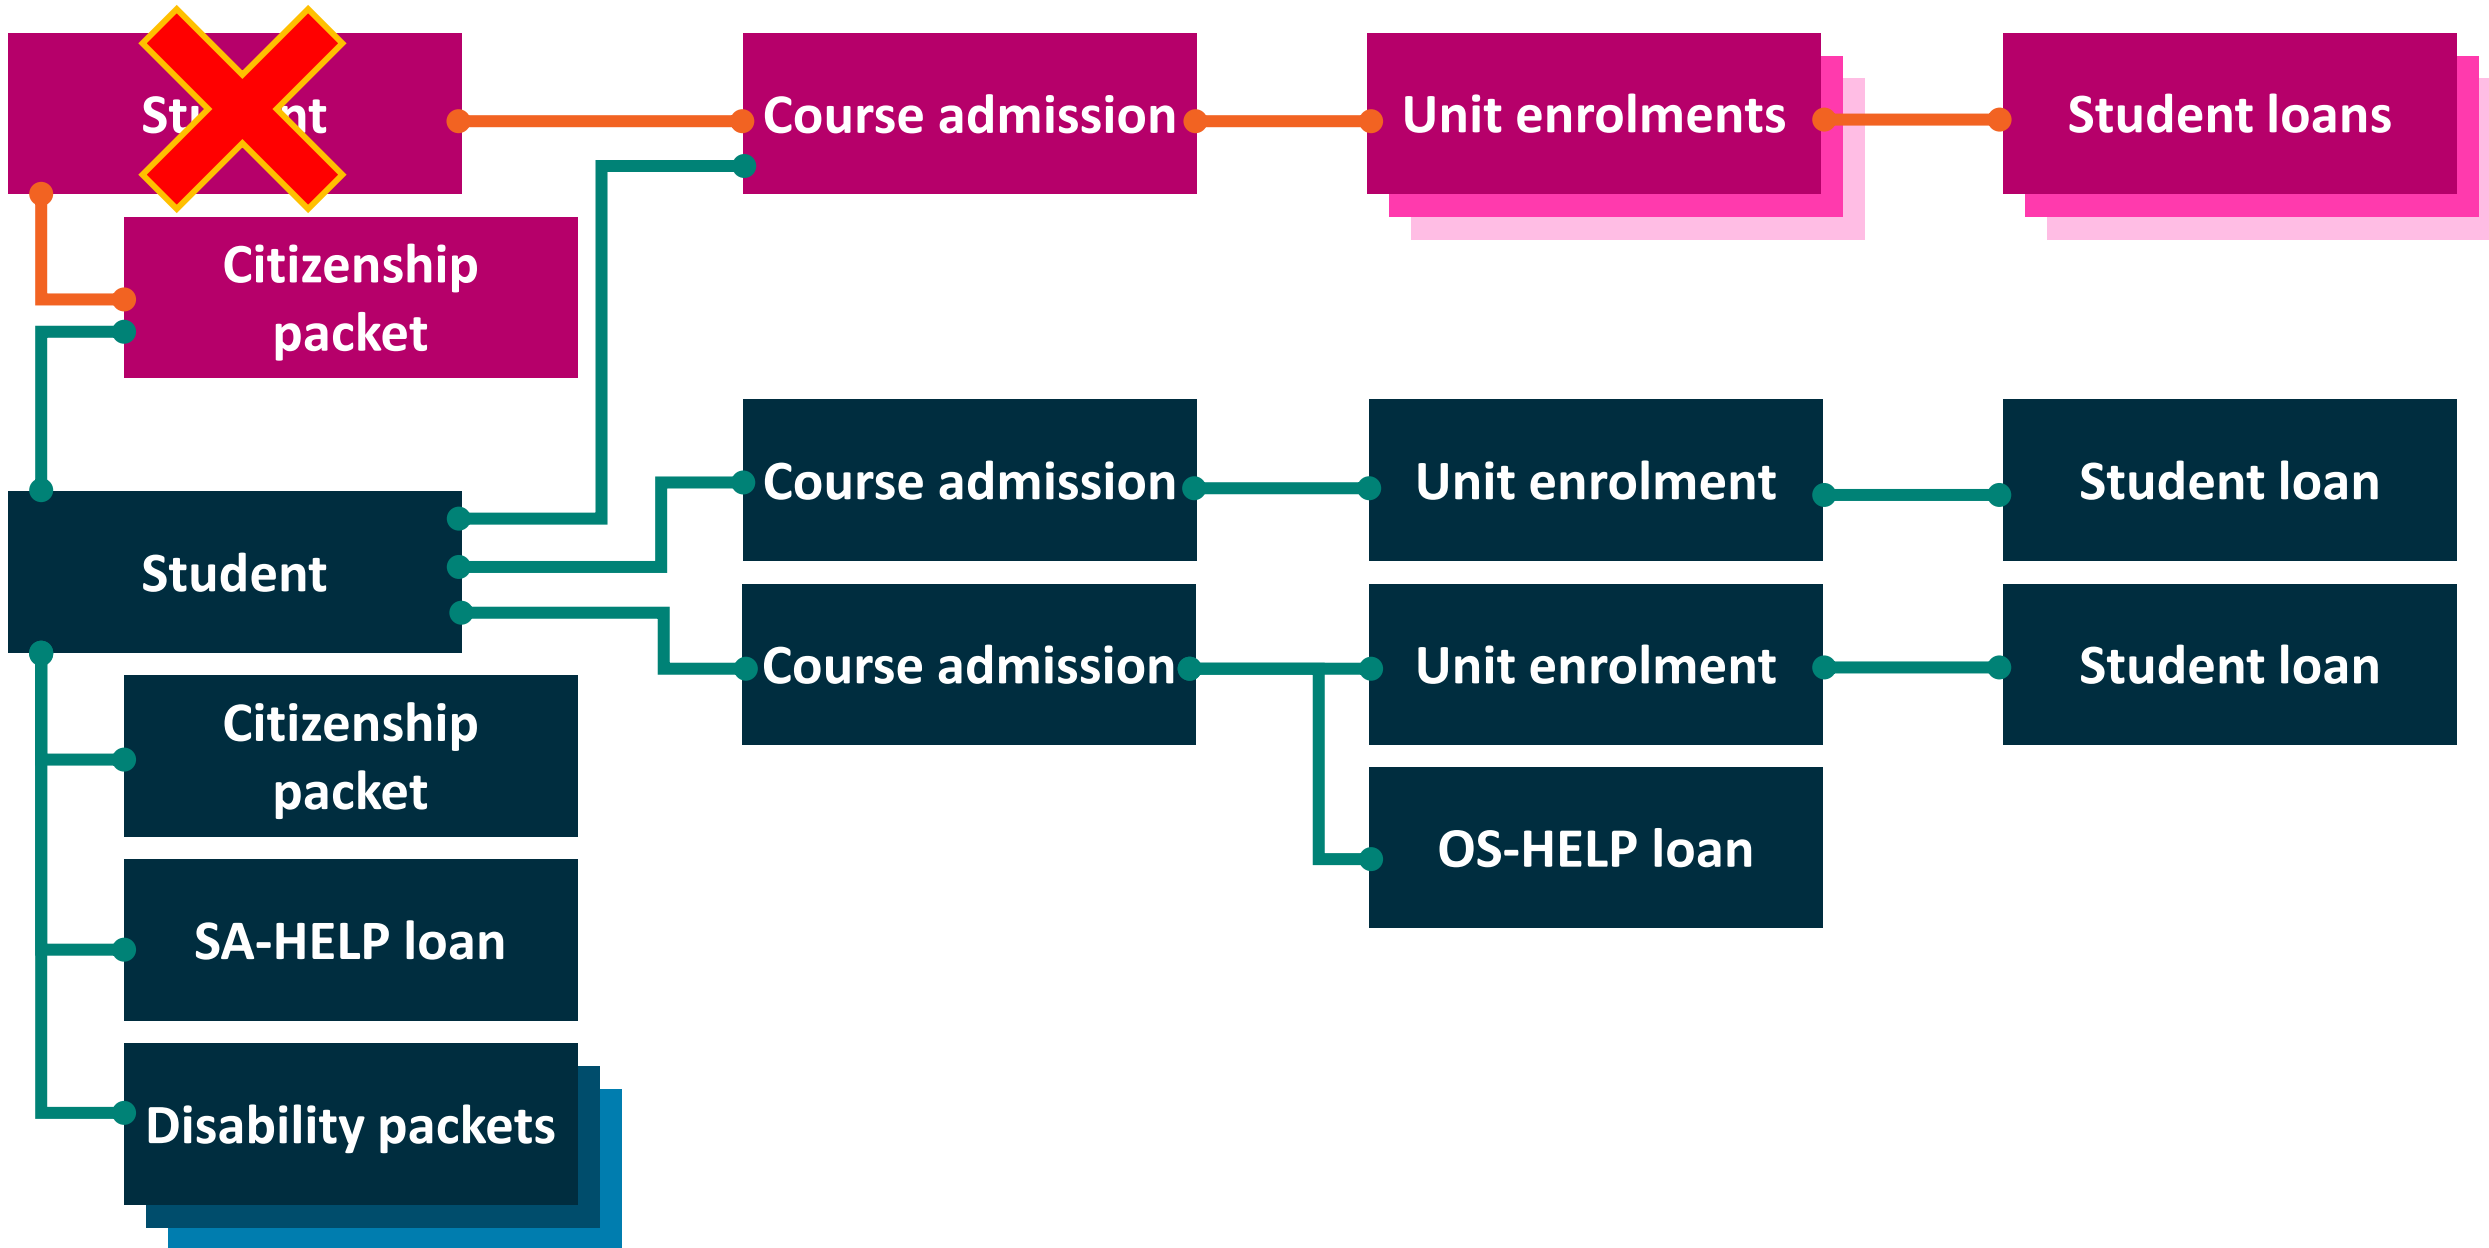 Course admission
Unit enrolments
Student loans
Citizenship
packet
Course admission
Unit enrolment
Student loan
Student
Course admission
Unit enrolment
Student loan
Citizenship
packet
OS-HELP loan
SA-HELP loan
Disability packets